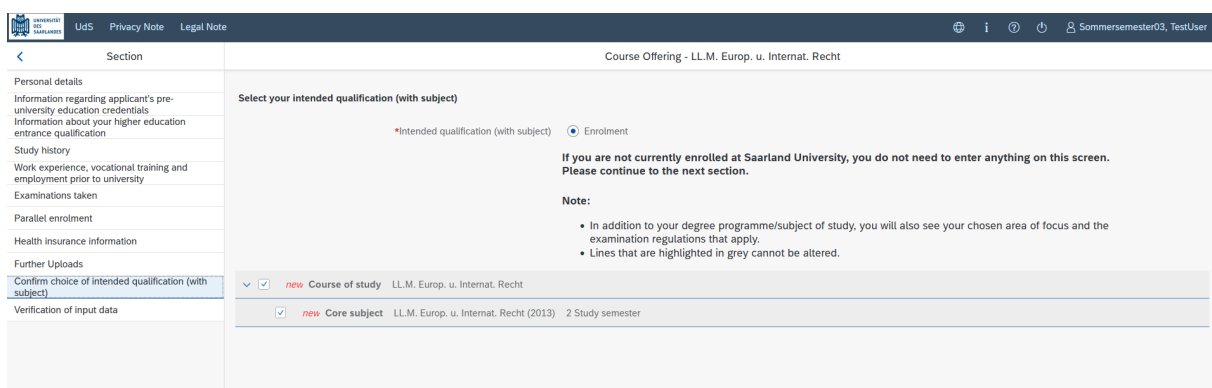 UNIVERSITÄT
DES
SAARLANDES
UdS Privacy Note Legal Note
Sommersemester03, TestUser
Section
Course Offering - LL.M. Europ. u. Internat. Recht
Personal details
Information regarding applicant's pre-
university education credentials
Information about your higher education
entrance qualification
Study history
Work experience, vocational training and
employment prior to university
Examinations taken
Parallel enrolment
Health insurance information
Further Uploads
Confirm choice of intended qualification (with
subject)
Verification of input data
Select your intended qualification (with subject)
*Intended qualification (with subject) Enrolment
If you are not currently enrolled at Saarland University, you do not need to enter anything on this screen.
Please continue to the next section.
Note:
• In addition to your degree programme/subject of study, you will also see your chosen area of focus and the
examination regulations that apply.
• Lines that are highlighted in grey cannot be altered.
new Course of study LL.M. Europ. u. Internat. Recht
new Core subject LL.M. Europ. u. Internat. Recht (2013) 2 Study semester